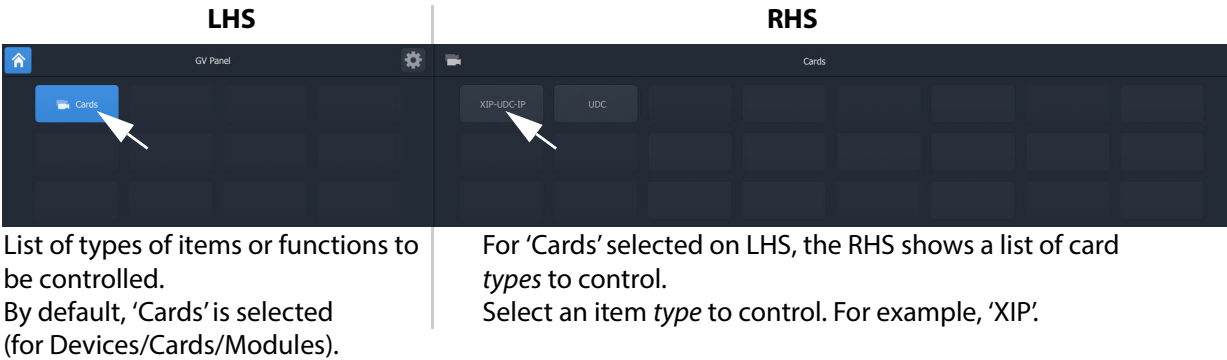 LHS
RHS
GV Panel
Cards
Cards
XIP-UDC-IP
UDC
List of types of items or functions to
be controlled.
By default, ‘Cards’ is selected
(for Devices/Cards/Modules).
For ‘Cards’ selected on LHS, the RHS shows a list of card
types to control.
Select an item type to control. For example, ‘XIP’.